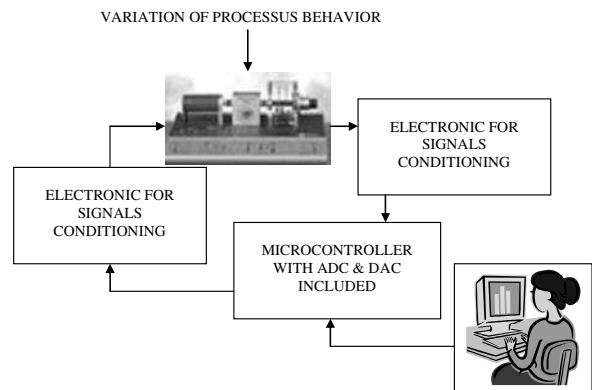 VARIATION OF PROCESSUS BEHAVIOR
ELECTRONIC FOR
SIGNALS
CONDITIONING
ELECTRONIC FOR
SIGNALS
CONDITIONING
MICROCONTROLLER
WITH ADC & DAC
INCLUDED